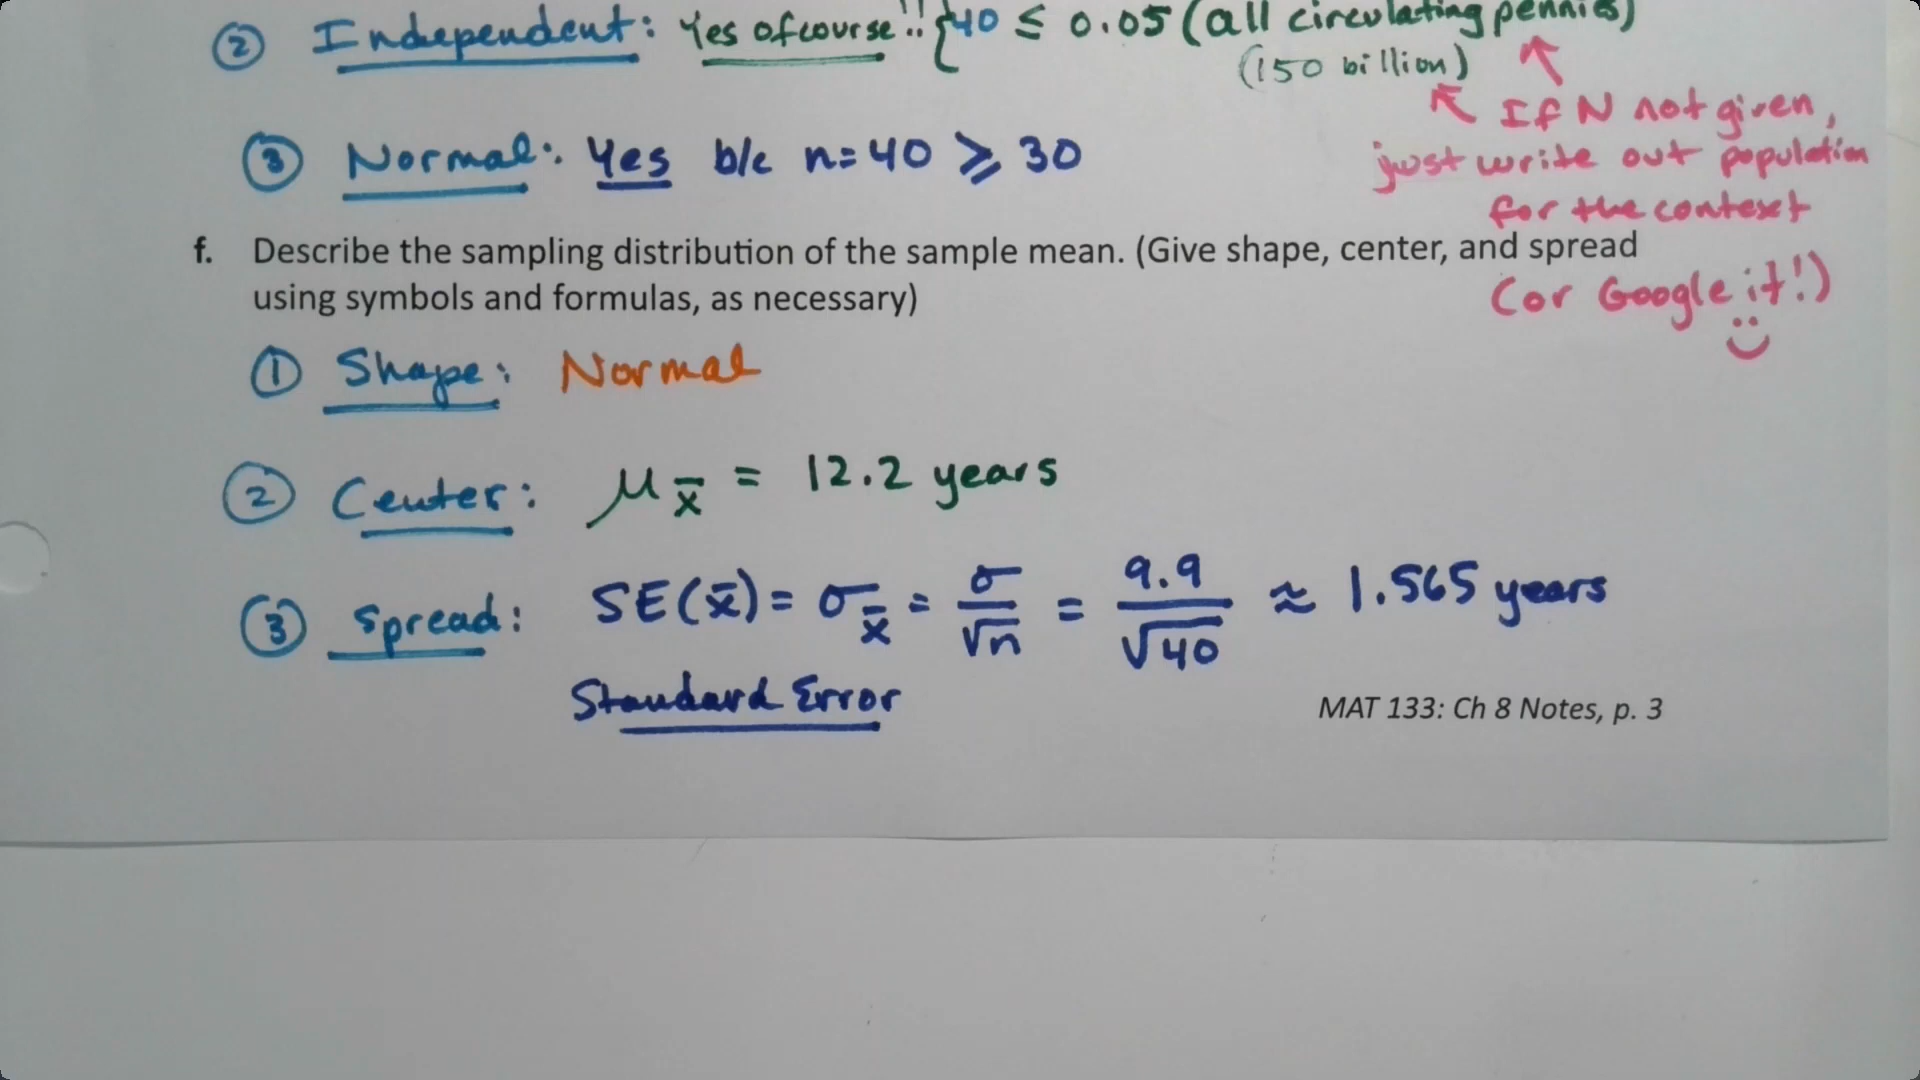 ② Independent: Yes of course!! {40 ≤ 0.05 (all circulating pennies)
(150 billion)
If N not given,
just write out population
for the context
(or Google it!)
③ Normal: Yes b/c n=40 ≥ 30
f. Describe the sampling distribution of the sample mean. (Give shape, center, and spread
using symbols and formulas, as necessary)
① Shape: Normal
② Center: μx̄ = 12.2 years
③ Spread: SE(x̄) = σx̄ = σ/√n = 9.9/√40 ≈ 1.565 years
Standard Error
MAT 133: Ch 8 Notes, p. 3